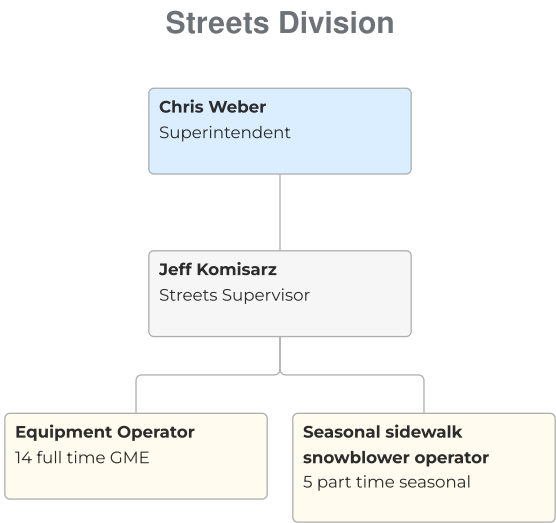 Streets Division
Chris Weber
Superintendent
Jeff Komisarz
Streets Supervisor
Equipment Operator
14 full time GME
Seasonal sidewalk
snowblower operator
5 part time seasonal